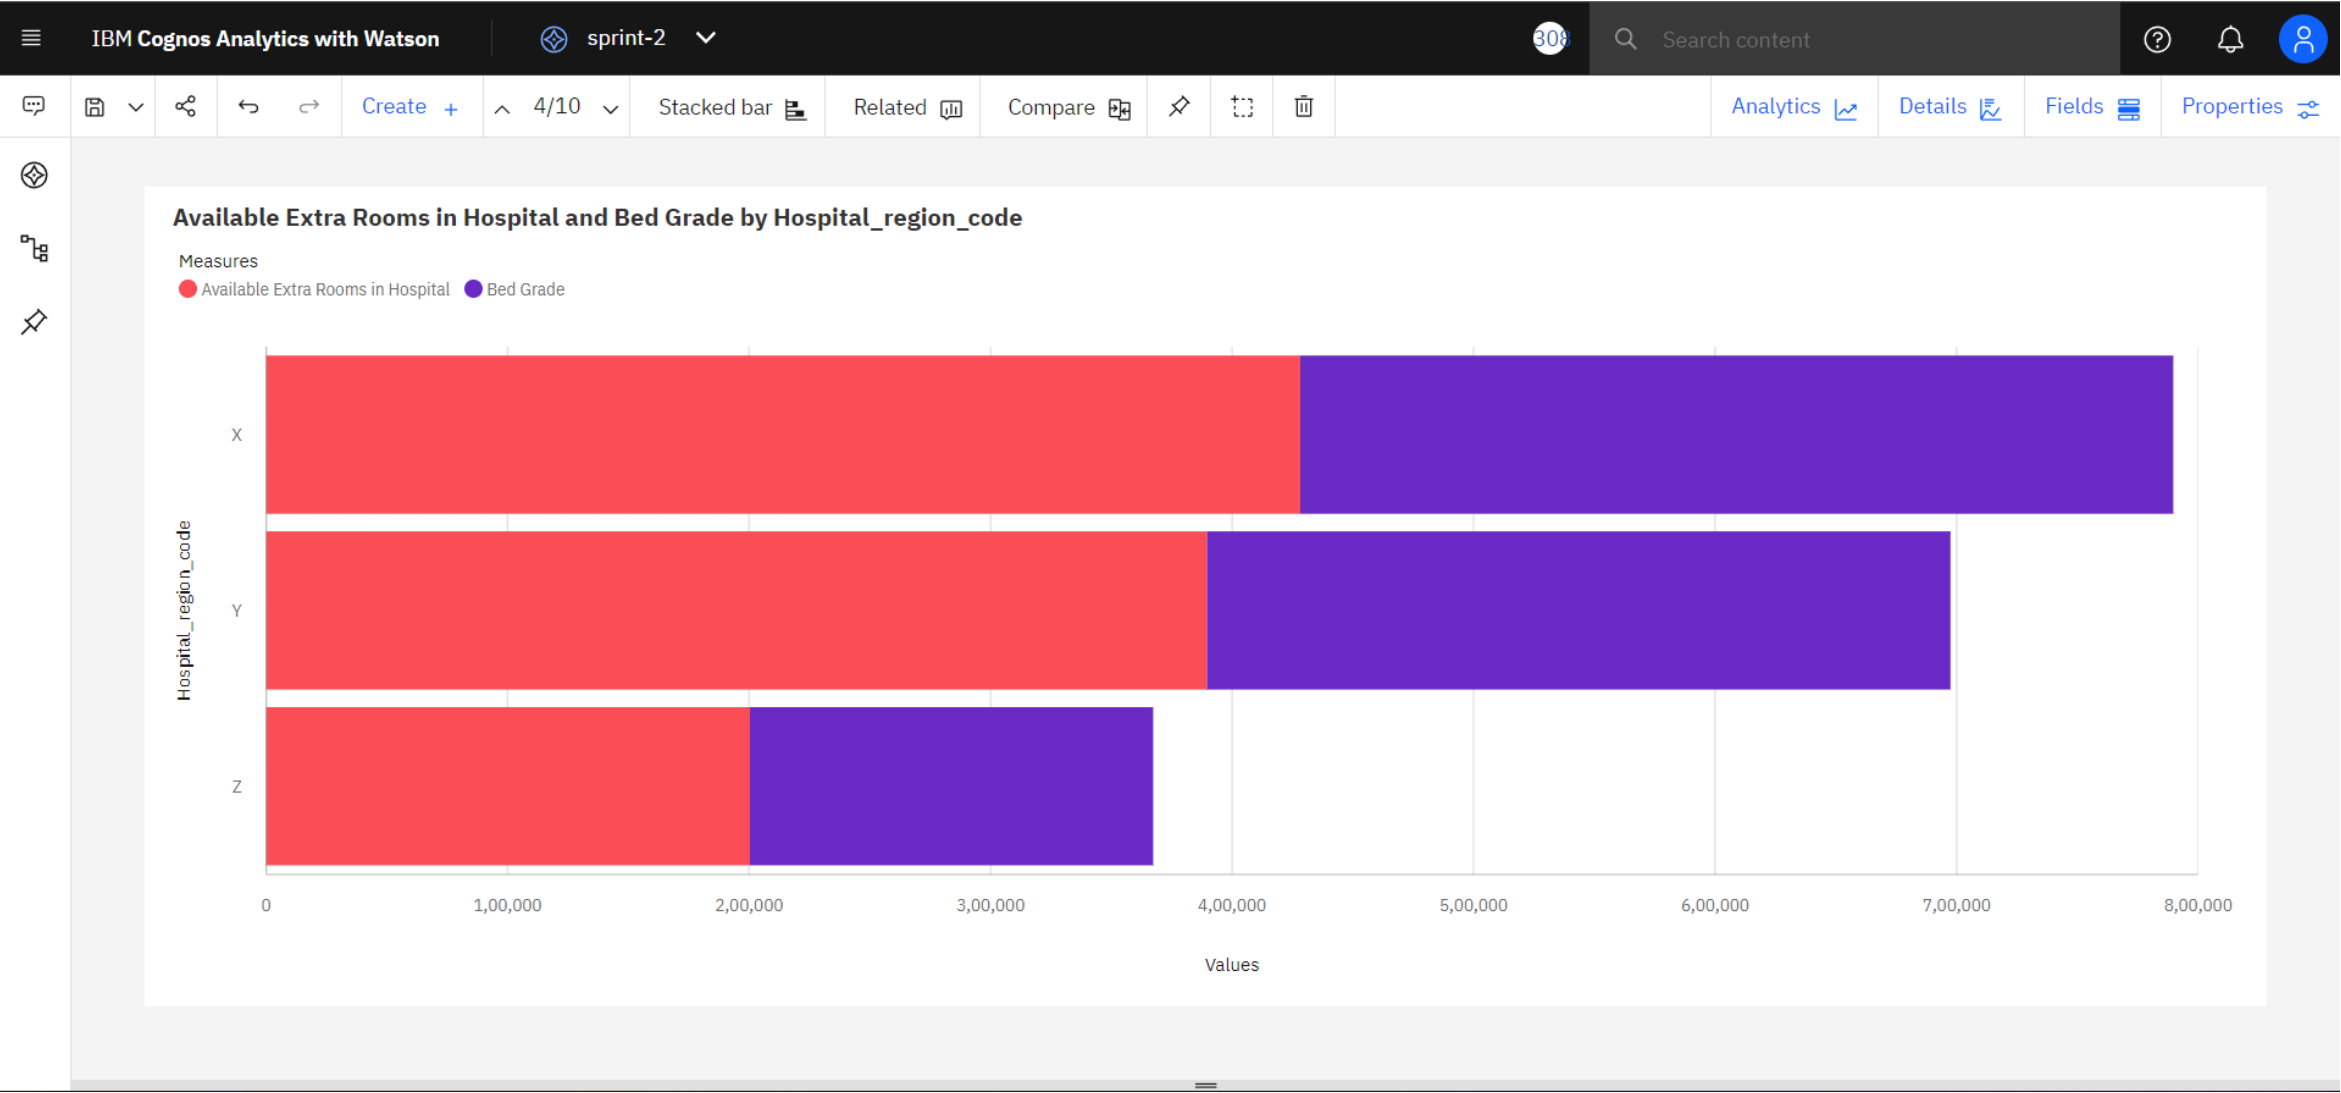 IBM Cognos Analytics with Watson
sprint-2
308
Search content
Create +
4/10
Stacked bar
Related
Compare
Analytics
Details
Fields
Properties
Available Extra Rooms in Hospital and Bed Grade by Hospital_region_code
Measures
Available Extra Rooms in Hospital
Bed Grade
Hospital_region_code
X
Y
Z
0
1,00,000
2,00,000
3,00,000
4,00,000
5,00,000
6,00,000
7,00,000
8,00,000
Values